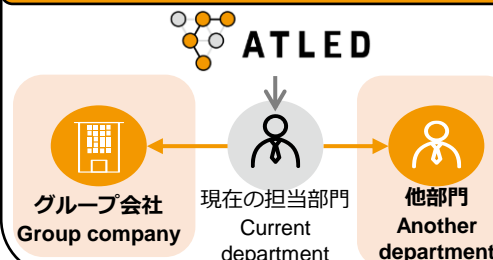 ATLED
グループ会社
Group company
現在の担当部門
Current
department
他部門
Another
department